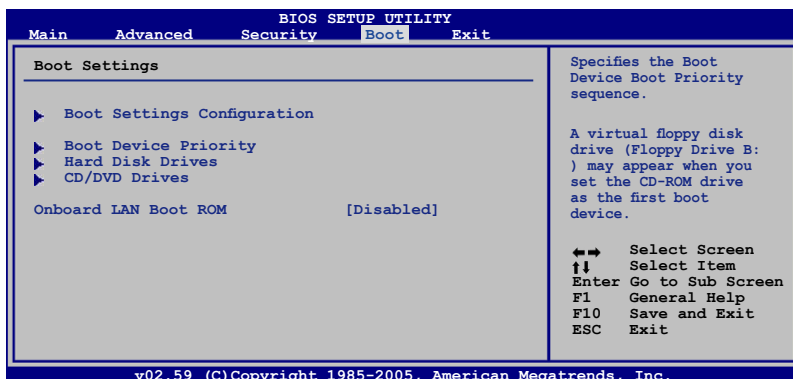 BIOS SETUP UTILITY
Main Advanced Security Boot Exit
Boot Settings
Boot Settings Configuration
Boot Device Priority
Hard Disk Drives
CD/DVD Drives
Onboard LAN Boot ROM [Disabled]
Specifies the Boot
Device Boot Priority
sequence.
A virtual floppy disk
drive (Floppy Drive B:
) may appear when you
set the CD-ROM drive
as the first boot
device.
←→ Select Screen
↑↓ Select Item
Enter Go to Sub Screen
F1 General Help
F10 Save and Exit
ESC Exit
v02.59 (C)Copyright 1985-2005, American Megatrends, Inc.